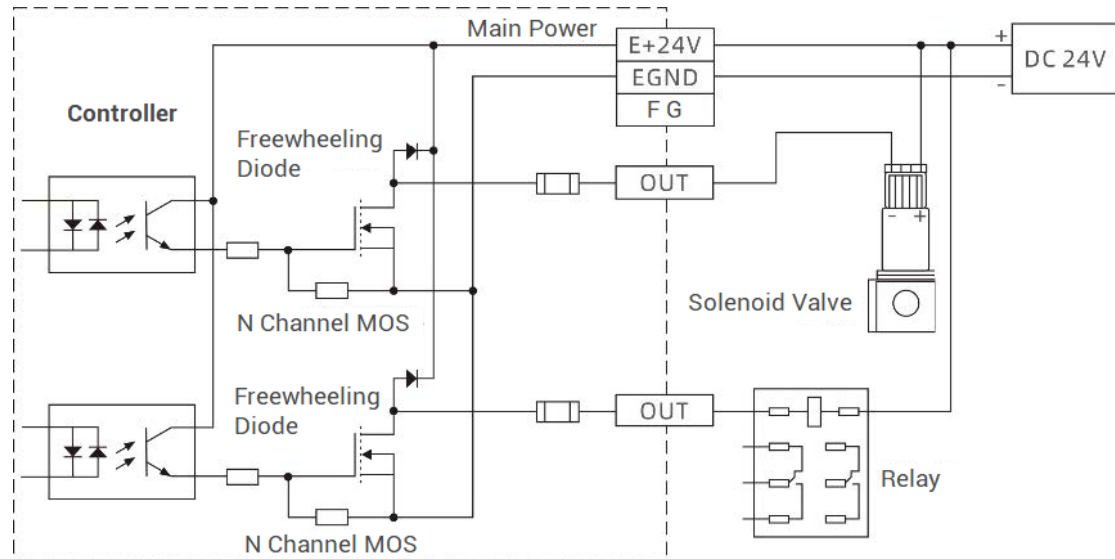 Main Power
E+24V
+
DC 24V
EGND
-
Controller
F G
Freewheeling
Diode
OUT
- +
N Channel MOS
Solenoid Valve
Freewheeling
Diode
OUT
Relay
N Channel MOS